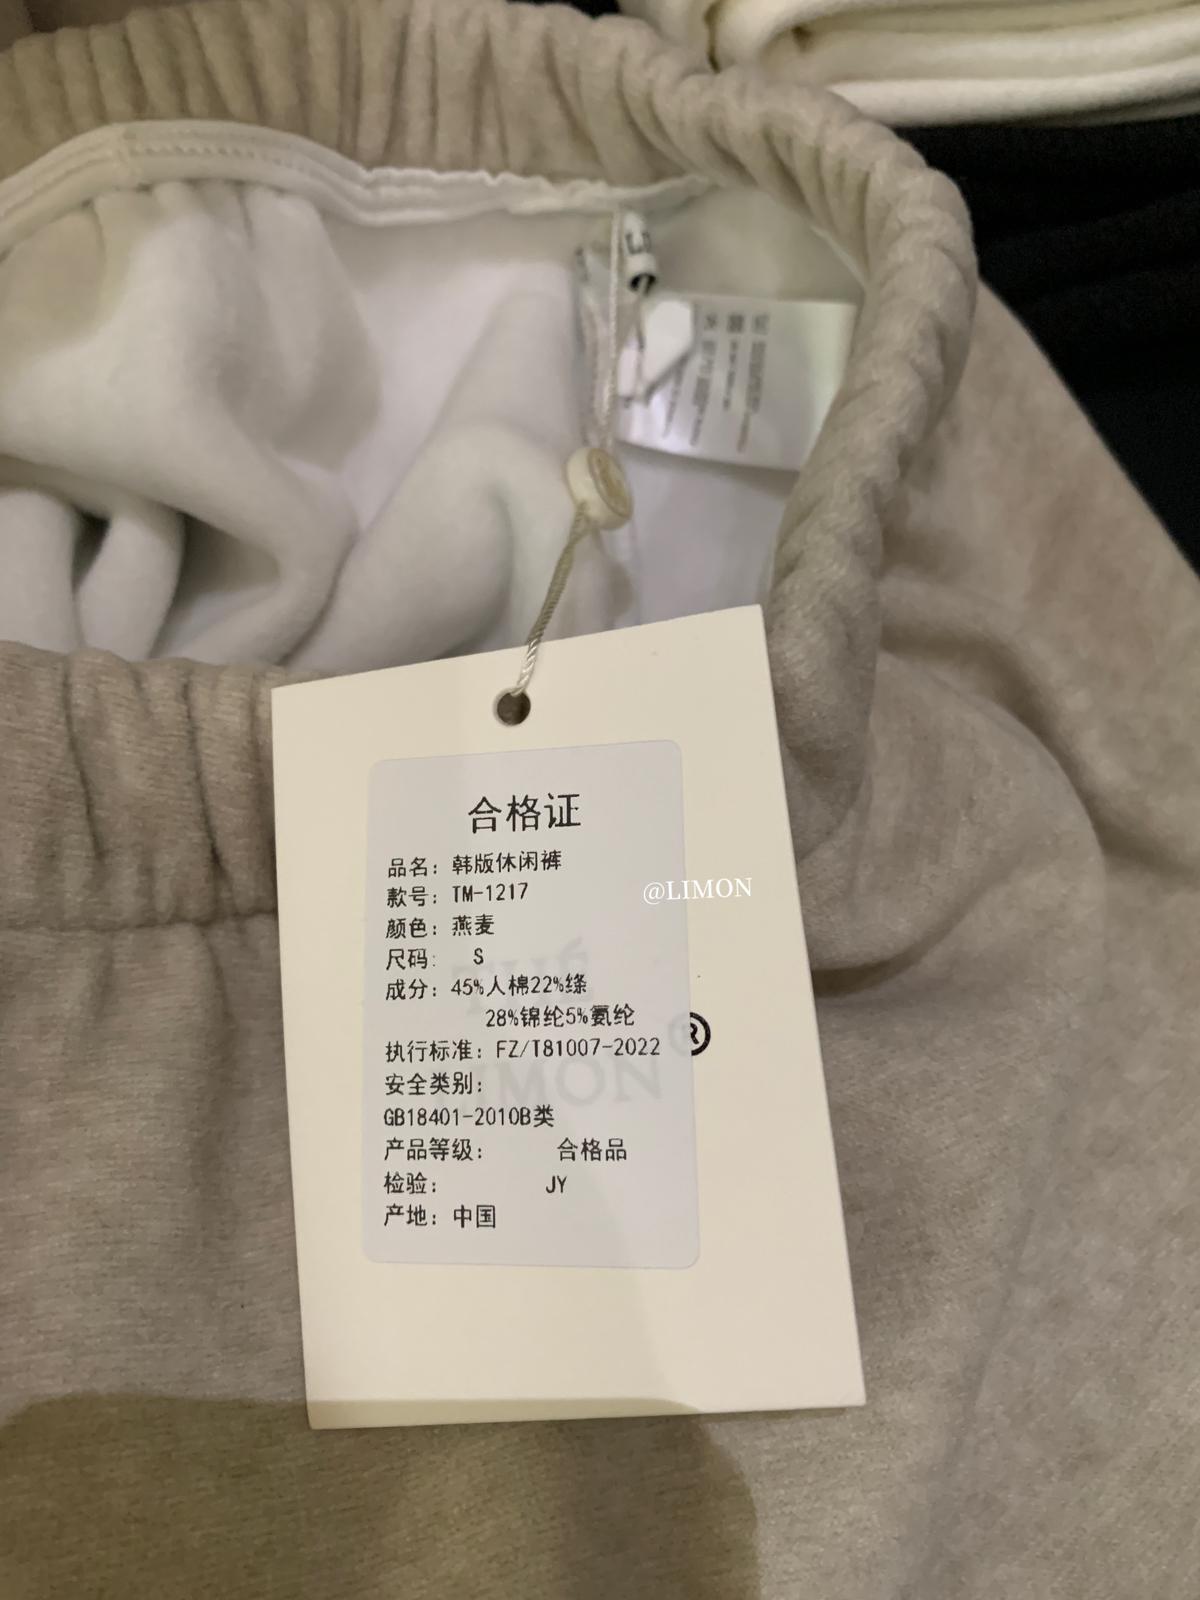 合格证
品名：韩版休闲裤
款号：TM-1217
颜色：燕麦
尺码：  S
成分：45%人棉22%绦
28%锦纶5%氨纶
执行标准：FZ/T81007-2022
安全类别：
GB18401-2010B类
产品等级：  合格品
检验：  JY
产地：中国
@LIMON
THÉ
LIMON®